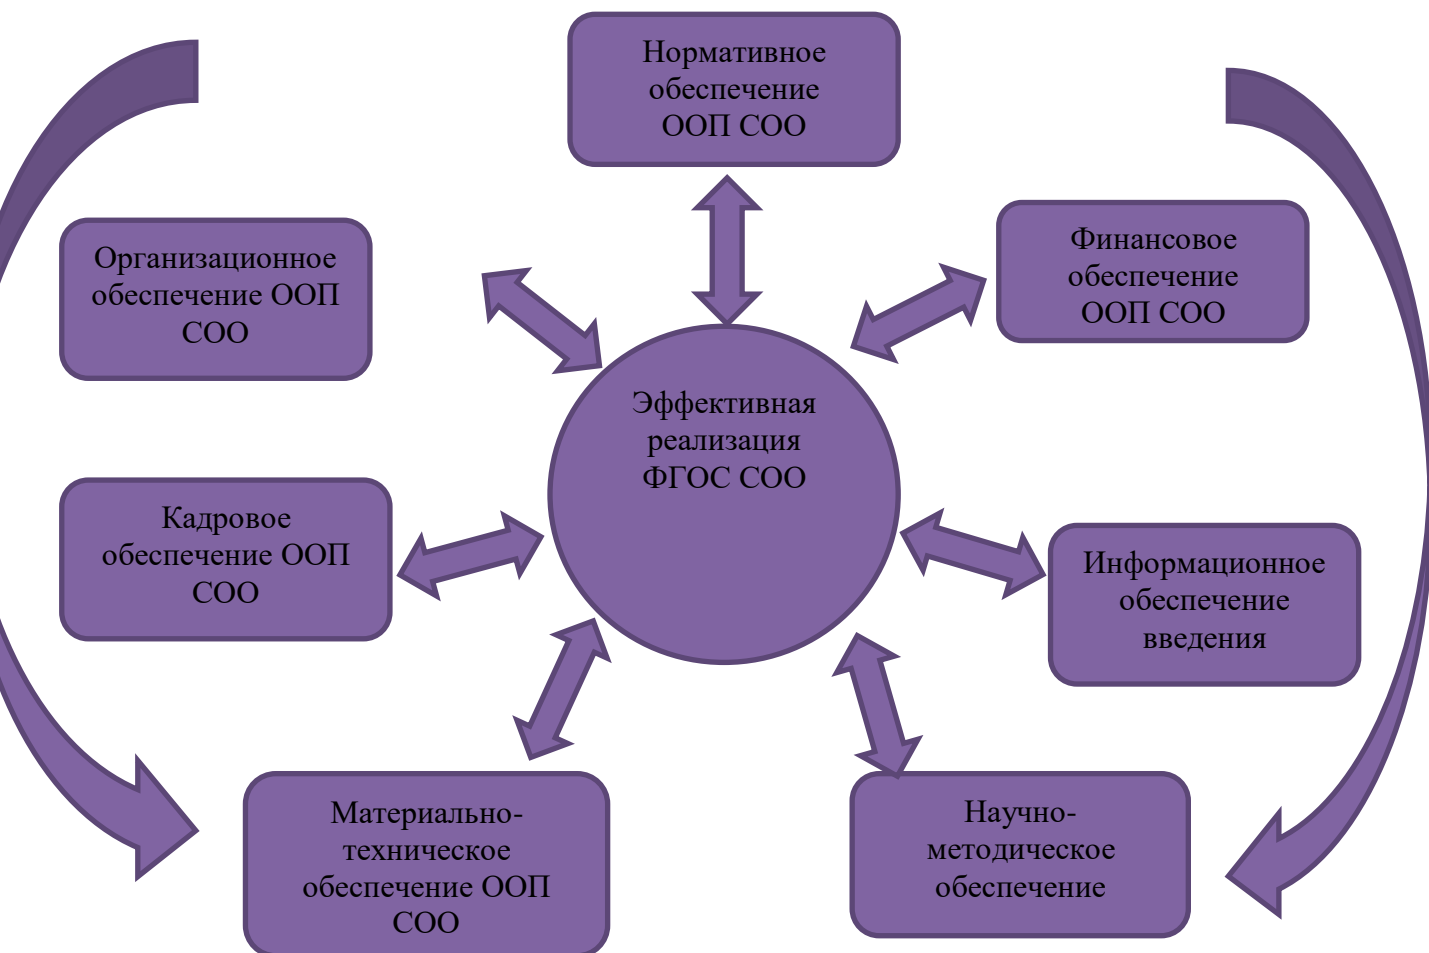 Нормативное
обеспечение
ООП СОО
Организационное
обеспечение ООП
СОО
Финансовое
обеспечение
ООП СОО
Эффективная
реализация
ФГОС СОО
Кадровое
обеспечение ООП
СОО
Информационное
обеспечение
введения
Материально-
техническое
обеспечение ООП
СОО
Научно-
методическое
обеспечение